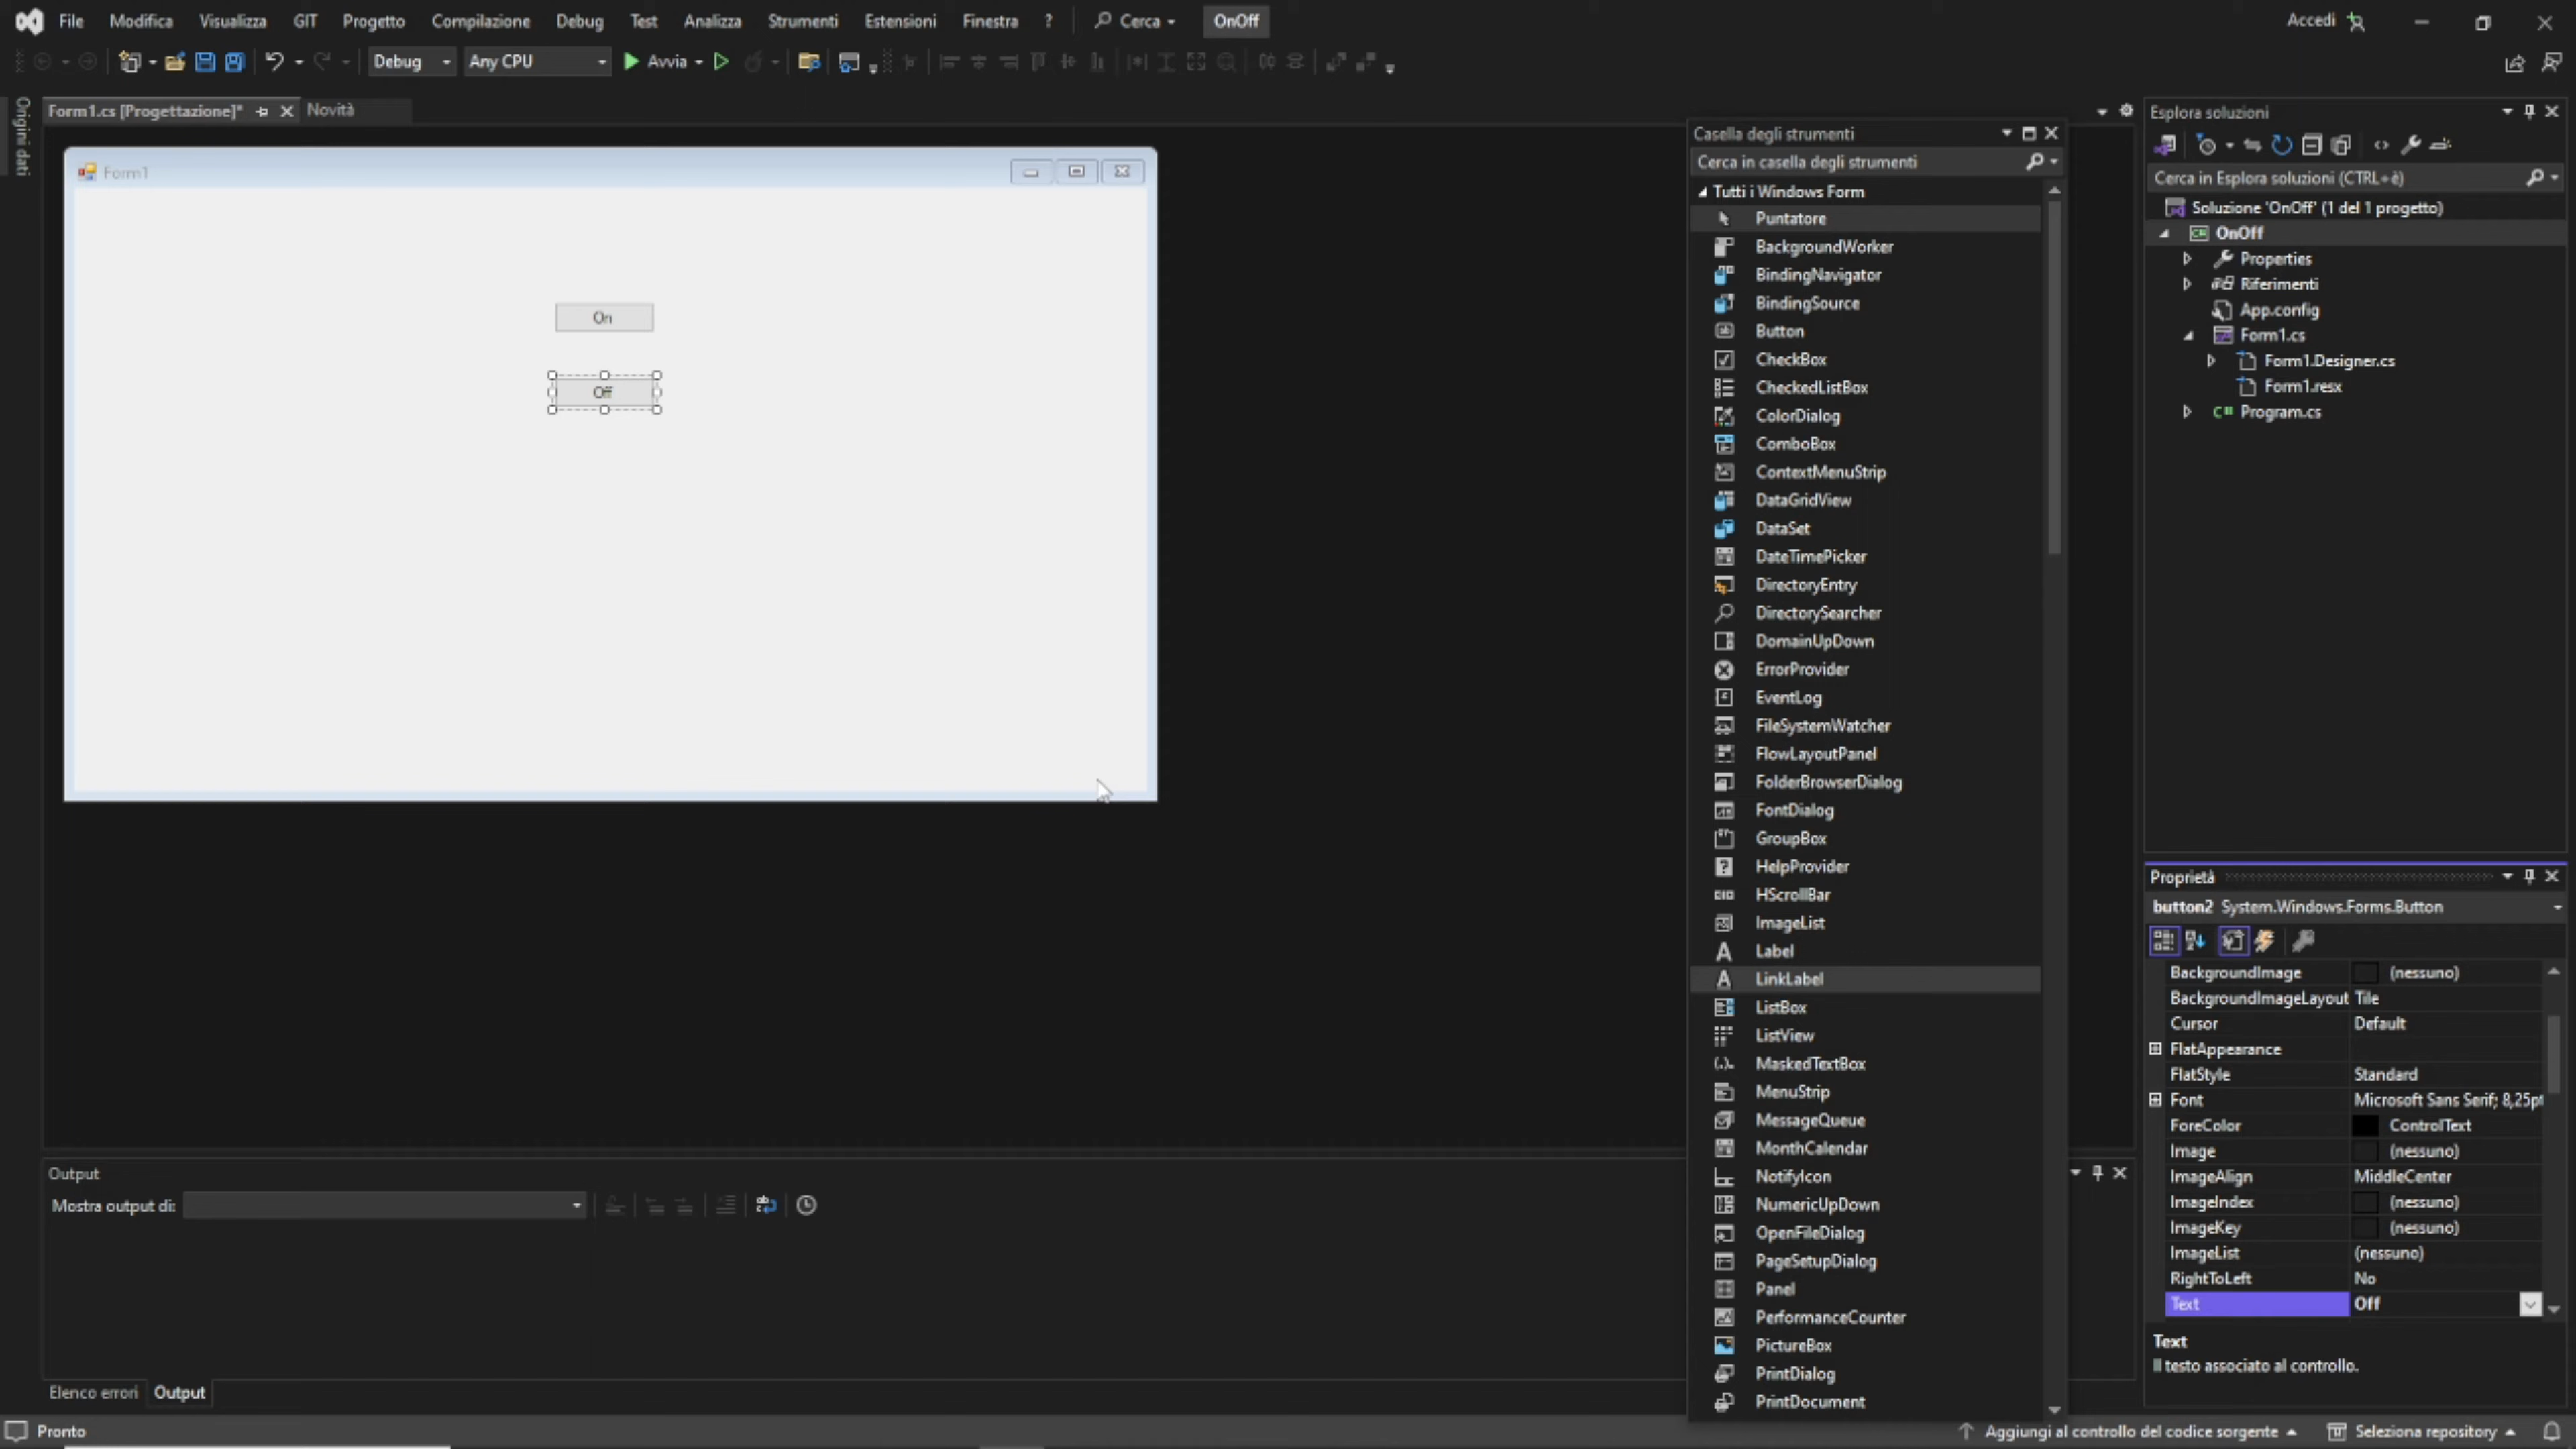 File Modifica Visualizza GIT Progetto Compilazione Debug Test Analizza Strumenti Estensioni Finestra ? Cerca OnOff Accedi
Debug Any CPU Avvia
Origini dati
Form1.cs [Progettazione]* Novità
Form1
On
Off
Casella degli strumenti
Cerca in casella degli strumenti
Tutti i Windows Form
Puntatore
BackgroundWorker
BindingNavigator
BindingSource
Button
CheckBox
CheckedListBox
ColorDialog
ComboBox
ContextMenuStrip
DataGridView
DataSet
DateTimePicker
DirectoryEntry
DirectorySearcher
DomainUpDown
ErrorProvider
EventLog
FileSystemWatcher
FlowLayoutPanel
FolderBrowserDialog
FontDialog
GroupBox
HelpProvider
HScrollBar
ImageList
Label
LinkLabel
ListBox
ListView
MaskedTextBox
MenuStrip
MessageQueue
MonthCalendar
NotifyIcon
NumericUpDown
OpenFileDialog
PageSetupDialog
Panel
PerformanceCounter
PictureBox
PrintDialog
PrintDocument
Esplora soluzioni
Cerca in Esplora soluzioni (CTRL+è)
Soluzione 'OnOff' (1 del 1 progetto)
OnOff
Properties
Riferimenti
App.config
Form1.cs
Form1.Designer.cs
Form1.resx
C# Program.cs
Proprietà
button2 System.Windows.Forms.Button
BackgroundImage (nessuno)
BackgroundImageLayout Tile
Cursor Default
FlatAppearance
FlatStyle Standard
Font Microsoft Sans Serif; 8,25pt
ForeColor ControlText
Image (nessuno)
ImageAlign MiddleCenter
ImageIndex (nessuno)
ImageKey (nessuno)
ImageList (nessuno)
RightToLeft No
Text Off
Text
Il testo associato al controllo.
Output
Mostra output di:
Elenco errori Output
Pronto
Aggiungi al controllo del codice sorgente Seleziona repository